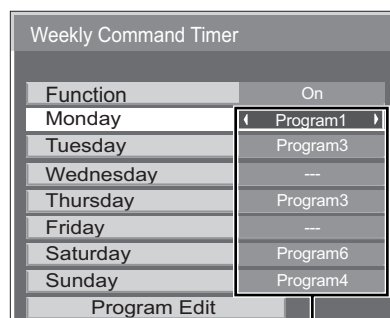 Weekly Command Timer
Function On
Monday Program1
Tuesday Program3
Wednesday ---
Thursday Program3
Friday ---
Saturday Program6
Sunday Program4
Program Edit